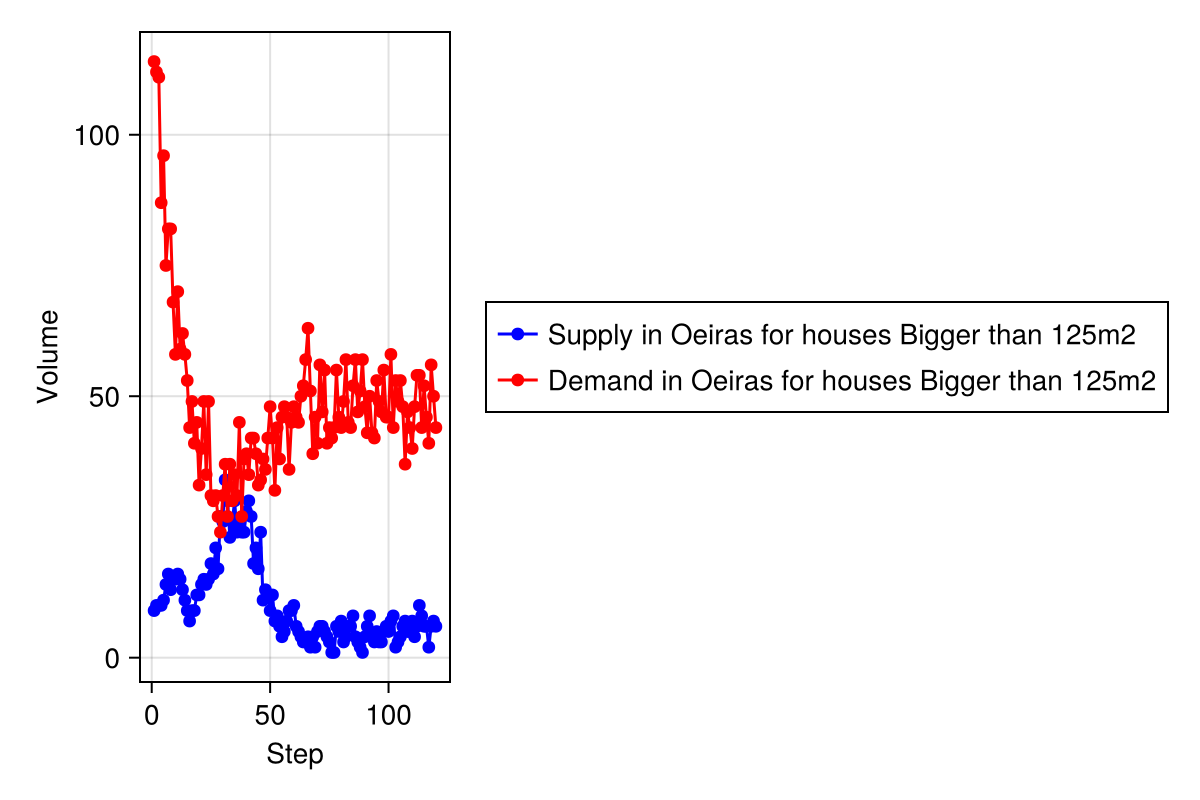 Volume
100
50
0
0 50 100
Step
Supply in Oeiras for houses Bigger than 125m2
Demand in Oeiras for houses Bigger than 125m2